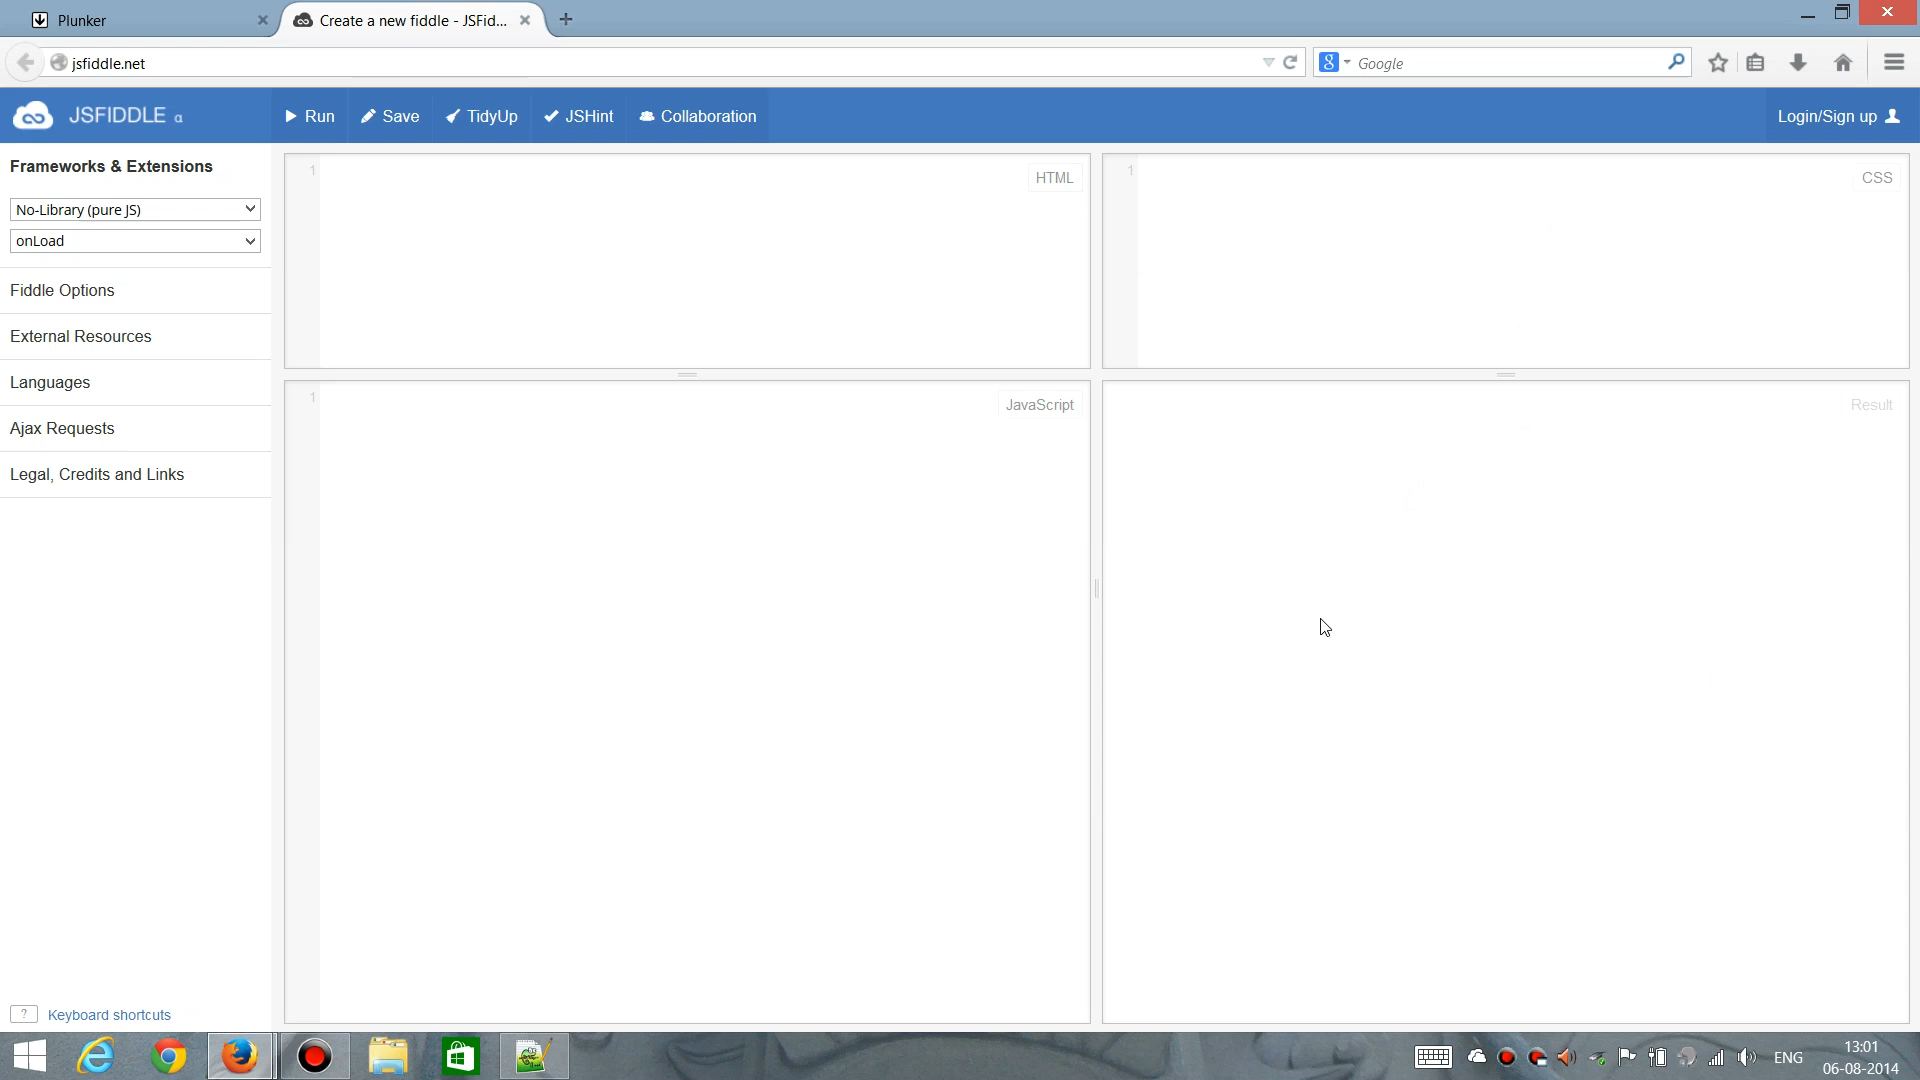 Plunker
Create a new fiddle - JSFid...
jsfiddle.net
Google
JSFIDDLE α
Run
Save
TidyUp
JSHint
Collaboration
Login/Sign up
Frameworks & Extensions
No-Library (pure JS)
onLoad
Fiddle Options
External Resources
Languages
Ajax Requests
Legal, Credits and Links
1
HTML
1
CSS
1
JavaScript
Result
? Keyboard shortcuts
ENG
13:01
06-08-2014